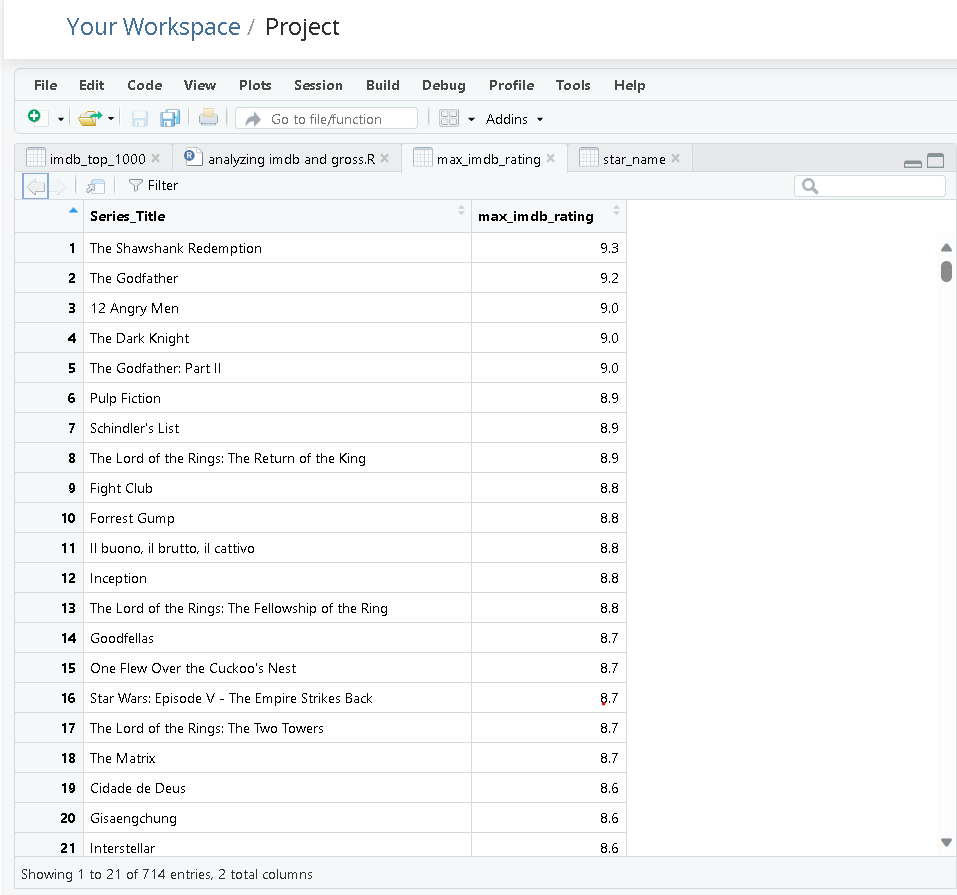 Your Workspace / Project
File Edit Code View Plots Session Build Debug Profile Tools Help
Go to file/function Addins
imdb_top_1000 analyzing imdb and gross.R max_imdb_rating star_name
Filter
Series_Title max_imdb_rating
1 The Shawshank Redemption 9.3
2 The Godfather 9.2
3 12 Angry Men 9.0
4 The Dark Knight 9.0
5 The Godfather: Part II 9.0
6 Pulp Fiction 8.9
7 Schindler's List 8.9
8 The Lord of the Rings: The Return of the King 8.9
9 Fight Club 8.8
10 Forrest Gump 8.8
11 Il buono, il brutto, il cattivo 8.8
12 Inception 8.8
13 The Lord of the Rings: The Fellowship of the Ring 8.8
14 Goodfellas 8.7
15 One Flew Over the Cuckoo's Nest 8.7
16 Star Wars: Episode V - The Empire Strikes Back 8.7
17 The Lord of the Rings: The Two Towers 8.7
18 The Matrix 8.7
19 Cidade de Deus 8.6
20 Gisaengchung 8.6
21 Interstellar 8.6
Showing 1 to 21 of 714 entries, 2 total columns